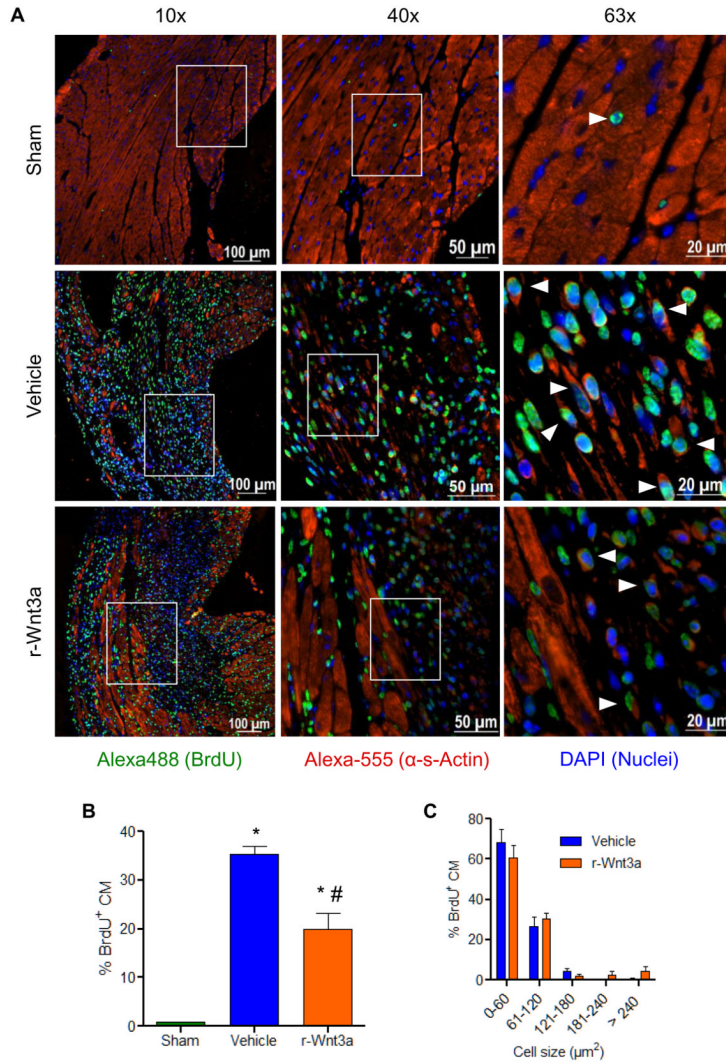 A
10x 40x 63x
Sham
100 µm 50 µm 20 µm
Vehicle
100 µm 50 µm 20 µm
r-Wnt3a
100 µm 50 µm 20 µm
Alexa488 (BrdU) Alexa-555 (α-s-Actin) DAPI (Nuclei)
B
% BrdU⁺ CM
40
30
20
10
0
*
* #
Sham Vehicle r-Wnt3a
C
% BrdU⁺ CM
80
60
40
20
0
Vehicle
r-Wnt3a
0-60 61-120 121-180 181-240 > 240
Cell size (µm²)